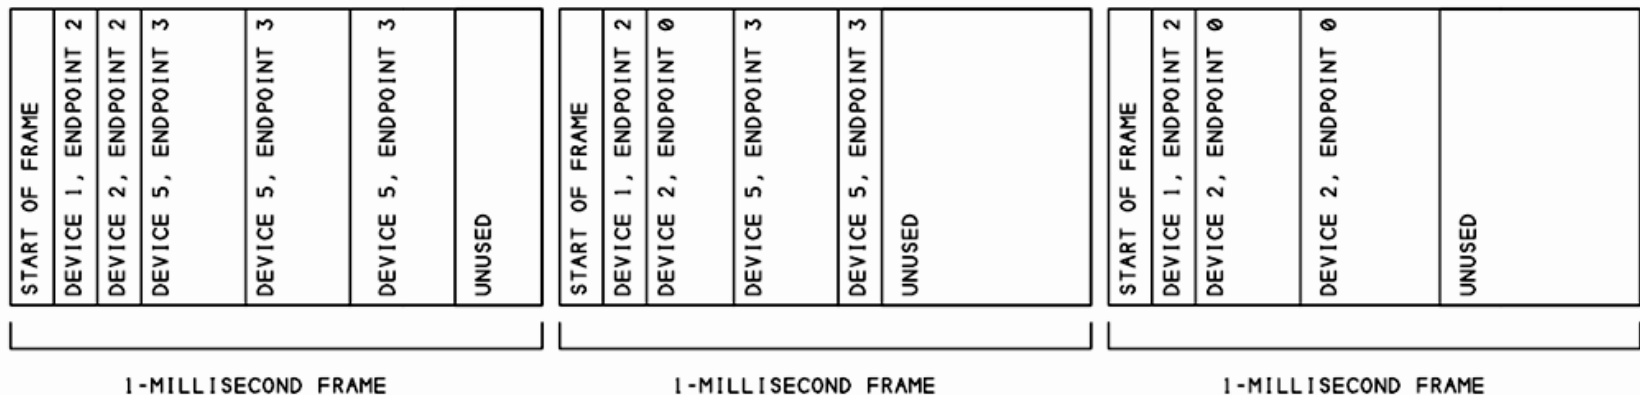 START OF FRAME
DEVICE 1, ENDPOINT 2
DEVICE 2, ENDPOINT 2
DEVICE 5, ENDPOINT 3
DEVICE 5, ENDPOINT 3
DEVICE 5, ENDPOINT 3
UNUSED
START OF FRAME
DEVICE 1, ENDPOINT 2
DEVICE 2, ENDPOINT 0
DEVICE 5, ENDPOINT 3
DEVICE 5, ENDPOINT 3
UNUSED
START OF FRAME
DEVICE 1, ENDPOINT 2
DEVICE 2, ENDPOINT 0
DEVICE 2, ENDPOINT 0
UNUSED
1-MILLISECOND FRAME
1-MILLISECOND FRAME
1-MILLISECOND FRAME